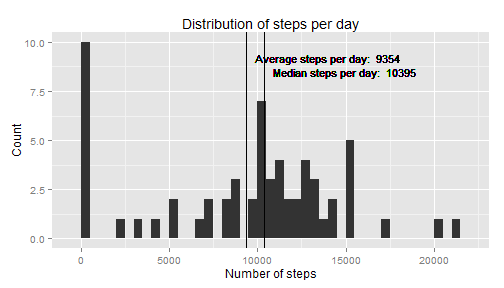 Distribution of steps per day
Average steps per day: 9354
Median steps per day: 10395
10.0
7.5
5.0
2.5
0.0
Count
0 5000 10000 15000 20000
Number of steps